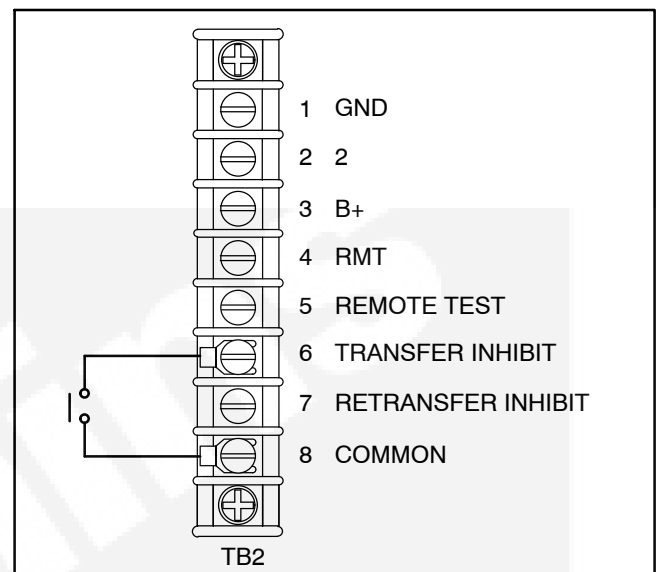 1 GND
2 2
3 B+
4 RMT
5 REMOTE TEST
6 TRANSFER INHIBIT
7 RETRANSFER INHIBIT
8 COMMON
TB2